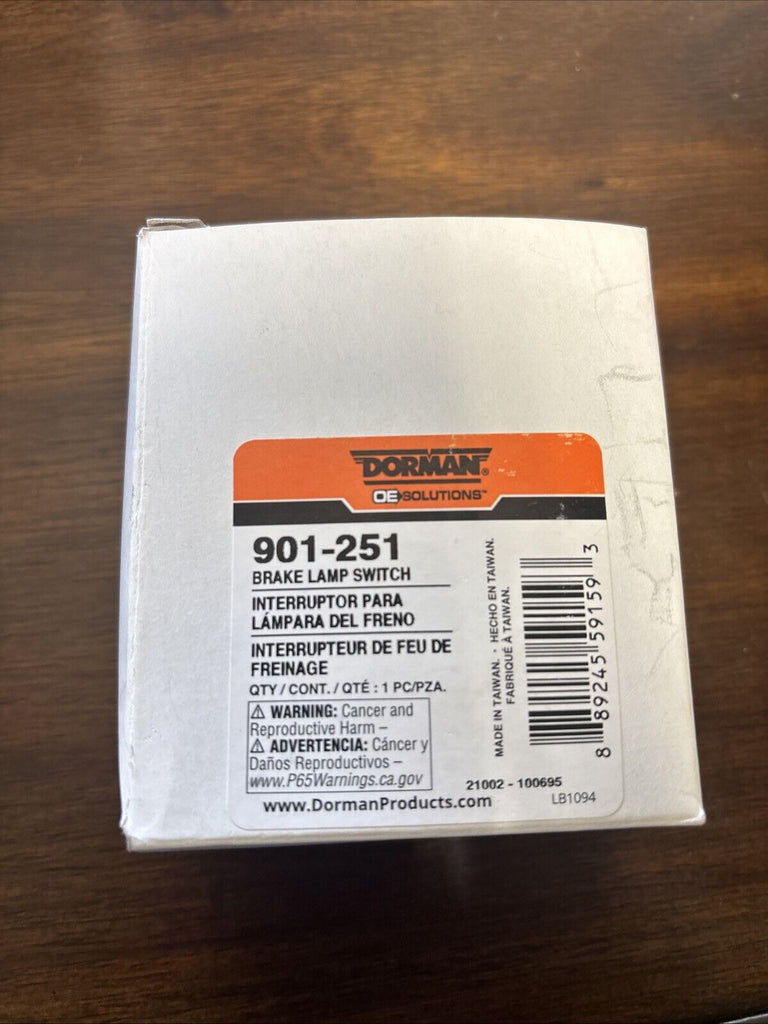 DORMAN®
OE SOLUTIONS™
901-251
BRAKE LAMP SWITCH
INTERRUPTOR PARA
LÁMPARA DEL FRENO
INTERRUPTEUR DE FEU DE
FREINAGE
QTY / CONT. / QTÉ : 1 PC/PZA.
⚠ WARNING: Cancer and
Reproductive Harm –
⚠ ADVERTENCIA: Cáncer y
Daños Reproductivos –
www.P65Warnings.ca.gov
www.DormanProducts.com
MADE IN TAIWAN. - HECHO EN TAIWAN.
FABRIQUÉ À TAIWAN.
8 89245 59159 3
21002 - 100695
LB1094